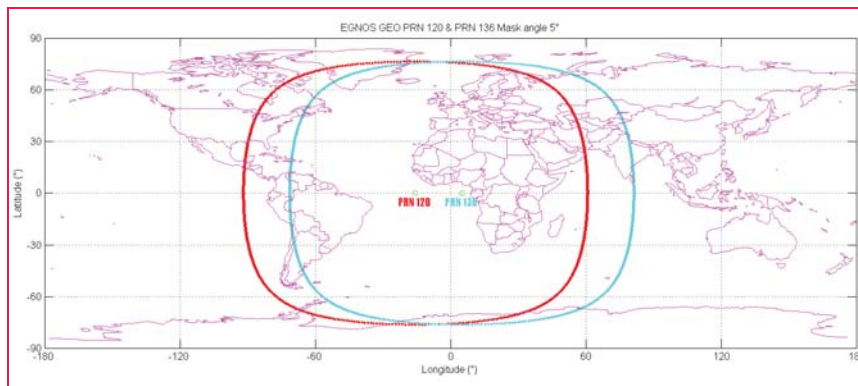 EGNOS GEO PRN 120 & PRN 136 Mask angle 5°
90
60
30
0
-30
-60
-90
Latitude (°)
PRN 120
PRN 136
-180
-120
-60
0
60
120
180
Longitude (°)